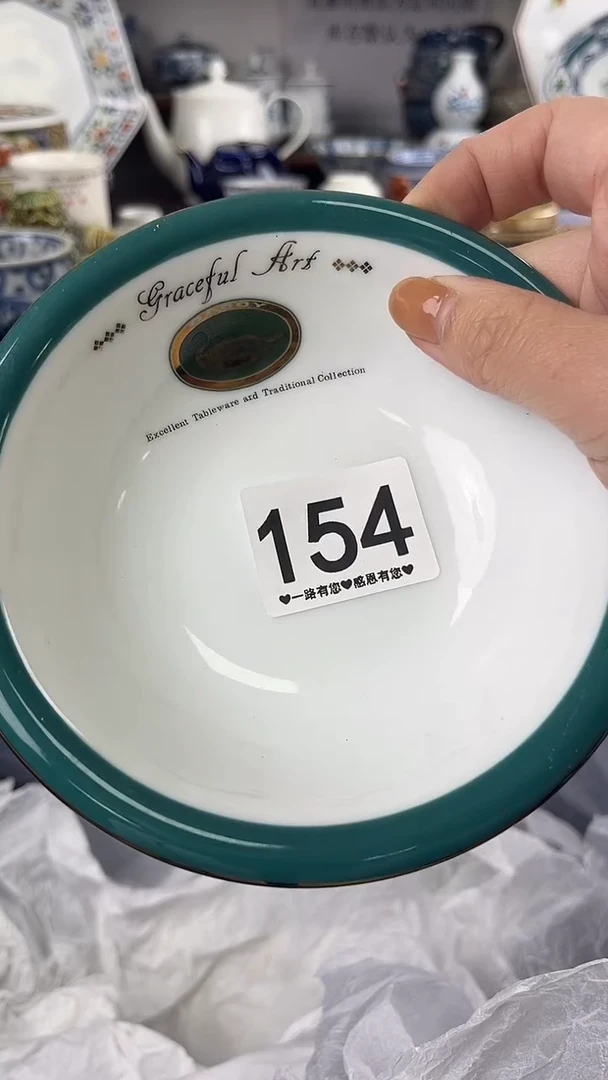 Graceful Art
Excellent Tableware and Traditional Collection
154
♥一路有您♥感恩有您♥